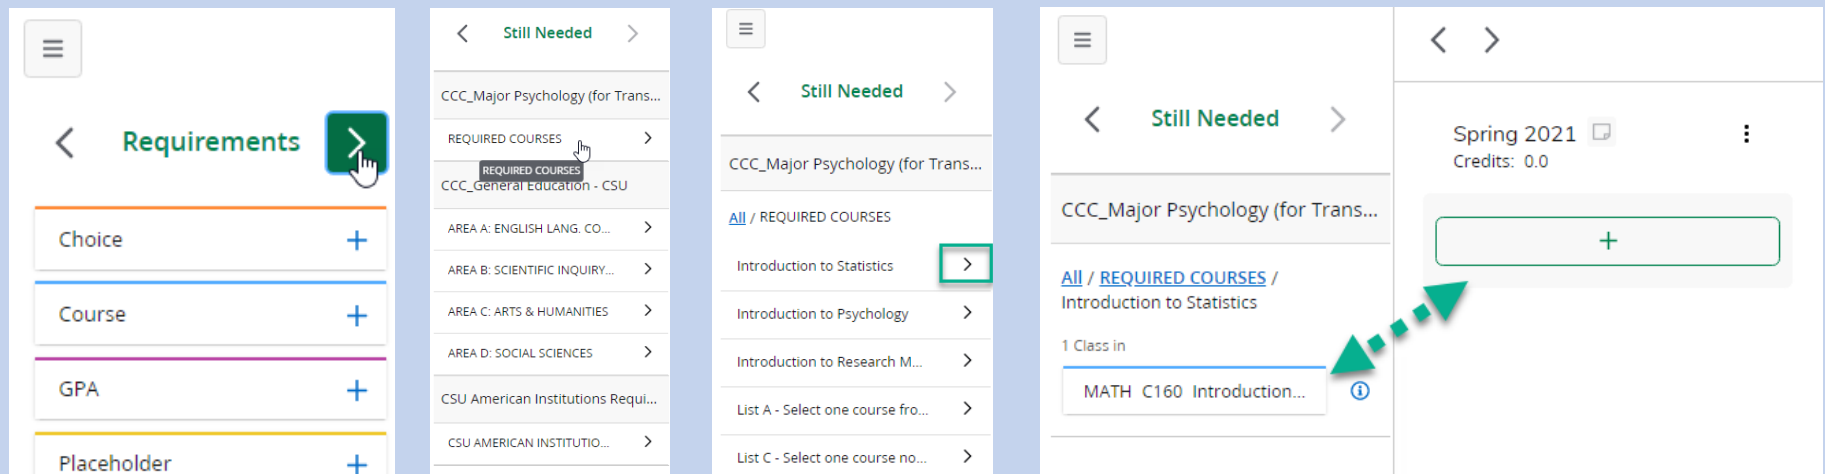 Requirements
Choice
Course
GPA
Placeholder
Still Needed
CCC_Major Psychology (for Trans...
REQUIRED COURSES
REQUIRED COURSES
CCC_General Education - CSU
AREA A: ENGLISH LANG. CO...
AREA B: SCIENTIFIC INQUIRY...
AREA C: ARTS & HUMANITIES
AREA D: SOCIAL SCIENCES
CSU American Institutions Requi...
CSU AMERICAN INSTITUTIO...
Still Needed
CCC_Major Psychology (for Trans...
All / REQUIRED COURSES
Introduction to Statistics
Introduction to Psychology
Introduction to Research M...
List A - Select one course fro...
List C - Select one course no...
Still Needed
CCC_Major Psychology (for Trans...
All / REQUIRED COURSES /
Introduction to Statistics
1 Class in
MATH C160 Introduction...
Spring 2021
Credits: 0.0